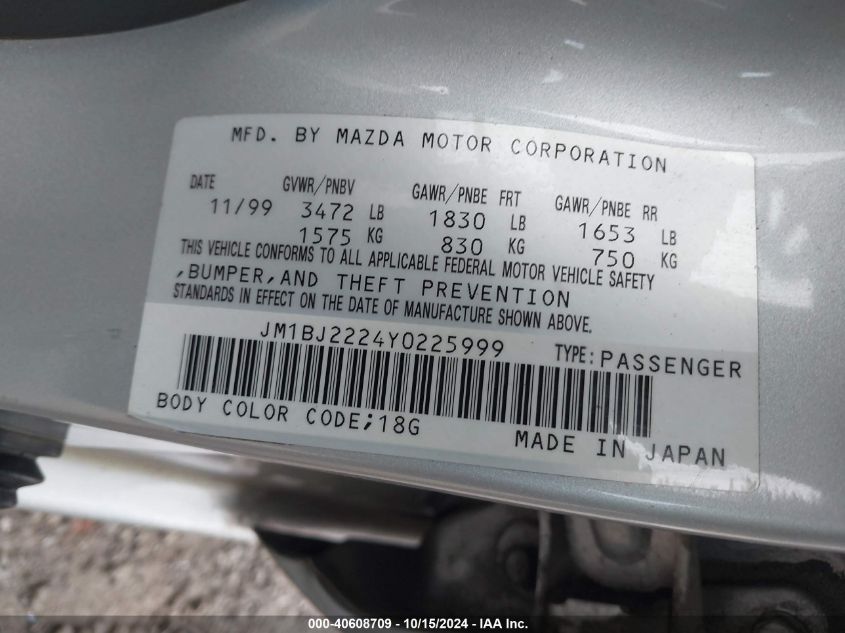 MFD. BY MAZDA MOTOR CORPORATION
DATE GVWR/PNBV GAWR/PNBE FRT GAWR/PNBE RR
11/99 3472 LB 1830 LB 1653 LB
1575 KG 830 KG 750 KG
THIS VEHICLE CONFORMS TO ALL APPLICABLE FEDERAL MOTOR VEHICLE SAFETY
,BUMPER,AND THEFT PREVENTION
STANDARDS IN EFFECT ON THE DATE OF MANUFACTURE SHOWN ABOVE.
JM1BJ2224Y0225999 TYPE:PASSENGER
BODY COLOR CODE;18G
MADE IN JAPAN
000-40608709 - 10/15/2024 - IAA Inc.